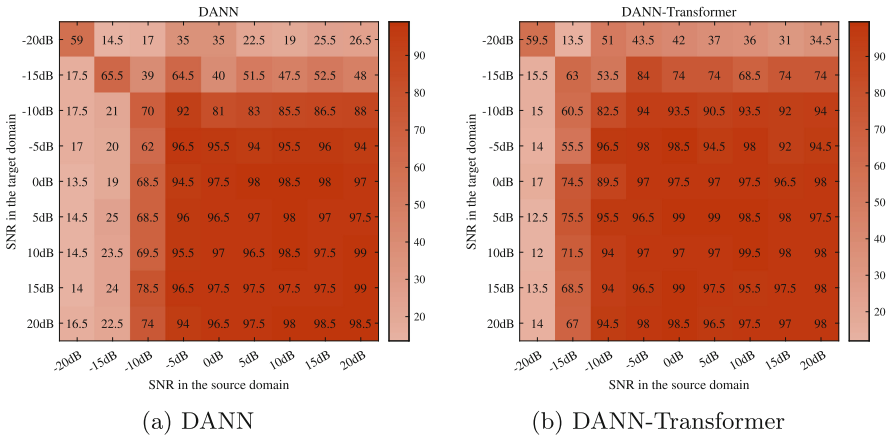 DANN
SNR in the target domain
-20dB 59 14.5 17 35 35 22.5 19 25.5 26.5
-15dB 17.5 65.5 39 64.5 40 51.5 47.5 52.5 48
-10dB 17.5 21 70 92 81 83 85.5 86.5 88
-5dB 17 20 62 96.5 95.5 94 95.5 96 94
0dB 13.5 19 68.5 94.5 97.5 98 98.5 98 97
5dB 14.5 25 68.5 96 96.5 97 98 97 97.5
10dB 14.5 23.5 69.5 95.5 97 96.5 98.5 97.5 99
15dB 14 24 78.5 96.5 97.5 97.5 97.5 97.5 99
20dB 16.5 22.5 74 94 96.5 97.5 98 98.5 98.5
-20dB -15dB -10dB -5dB 0dB 5dB 10dB 15dB 20dB
SNR in the source domain
90
80
70
60
50
40
30
20
(a) DANN
DANN-Transformer
SNR in the target domain
-20dB 59.5 13.5 51 43.5 42 37 36 31 34.5
-15dB 15.5 63 53.5 84 74 74 68.5 74 74
-10dB 15 60.5 82.5 94 93.5 90.5 93.5 92 94
-5dB 14 55.5 96.5 98 98.5 94.5 98 92 94.5
0dB 17 74.5 89.5 97 97.5 97 97.5 96.5 98
5dB 12.5 75.5 95.5 96.5 99 99 98.5 98 97.5
10dB 12 71.5 94 97 97 97 99.5 98 98
15dB 13.5 68.5 94 99.5 99 97.5 95.5 97.5 98
20dB 14 67 94.5 98 98.5 96.5 97.5 97 98
-20dB -15dB -10dB -5dB 0dB 5dB 10dB 15dB 20dB
SNR in the source domain
90
80
70
60
50
40
30
20
(b) DANN-Transformer